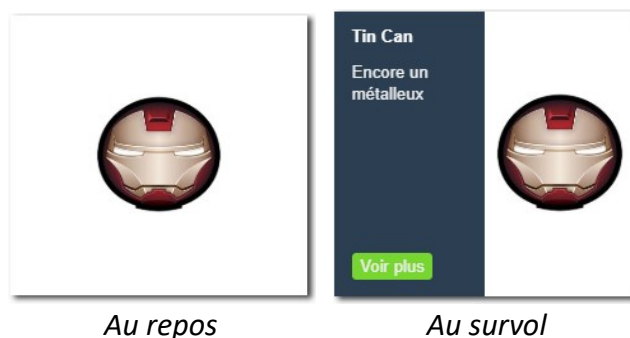 Tin Can
Encore un
métalleux
Voir plus
Au repos
Au survol